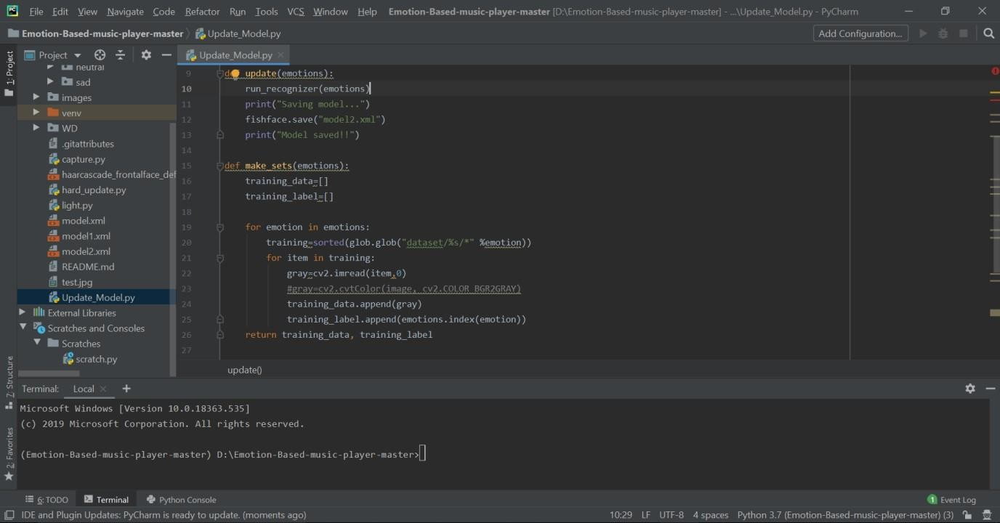 PC File Edit View Navigate Code Refactor Run Tools VCS Window Help Emotion-Based-music-player-master [D:\Emotion-Based-music-player-master] - ...\Update_Model.py - PyCharm
Emotion-Based-music-player-master Update_Model.py Add Configuration...
1: Project
Project
Update_Model.py
neutral
sad
images
venv
WD
.gitattributes
capture.py
haarcascade_frontalface_def
hard_update.py
light.py
model.xml
model1.xml
model2.xml
README.md
test.jpg
Update_Model.py
External Libraries
Scratches and Consoles
Scratches
scratch.py
9 def update(emotions):
10 run_recognizer(emotions)
11 print("Saving model...")
12 fishface.save("model2.xml")
13 print("Model saved!!")
14
15 def make_sets(emotions):
16 training_data=[]
17 training_label=[]
18
19 for emotion in emotions:
20 training=sorted(glob.glob("dataset/%s/*" %emotion))
21 for item in training:
22 gray=cv2.imread(item,0)
23 #gray=cv2.cvtColor(image, cv2.COLOR_BGR2GRAY)
24 training_data.append(gray)
25 training_label.append(emotions.index(emotion))
26 return training_data, training_label
27
update()
7: Structure
2: Favorites
Terminal: Local
Microsoft Windows [Version 10.0.18363.535]
(c) 2019 Microsoft Corporation. All rights reserved.
(Emotion-Based-music-player-master) D:\Emotion-Based-music-player-master>
6: TODO Terminal Python Console 1 Event Log
IDE and Plugin Updates: PyCharm is ready to update. (moments ago) 10:29 LF UTF-8 4 spaces Python 3.7 (Emotion-Based-music-player-master) (3)